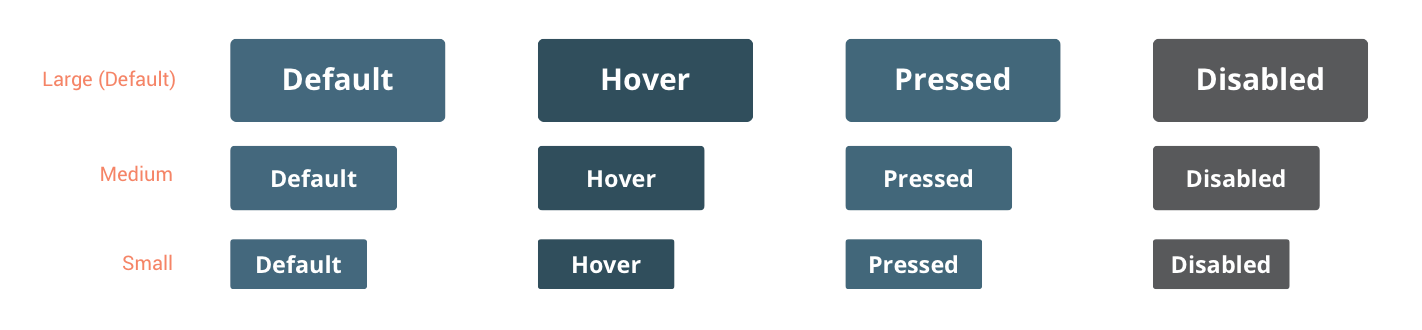 Large (Default) Default Hover Pressed Disabled
Medium Default Hover Pressed Disabled
Small Default Hover Pressed Disabled